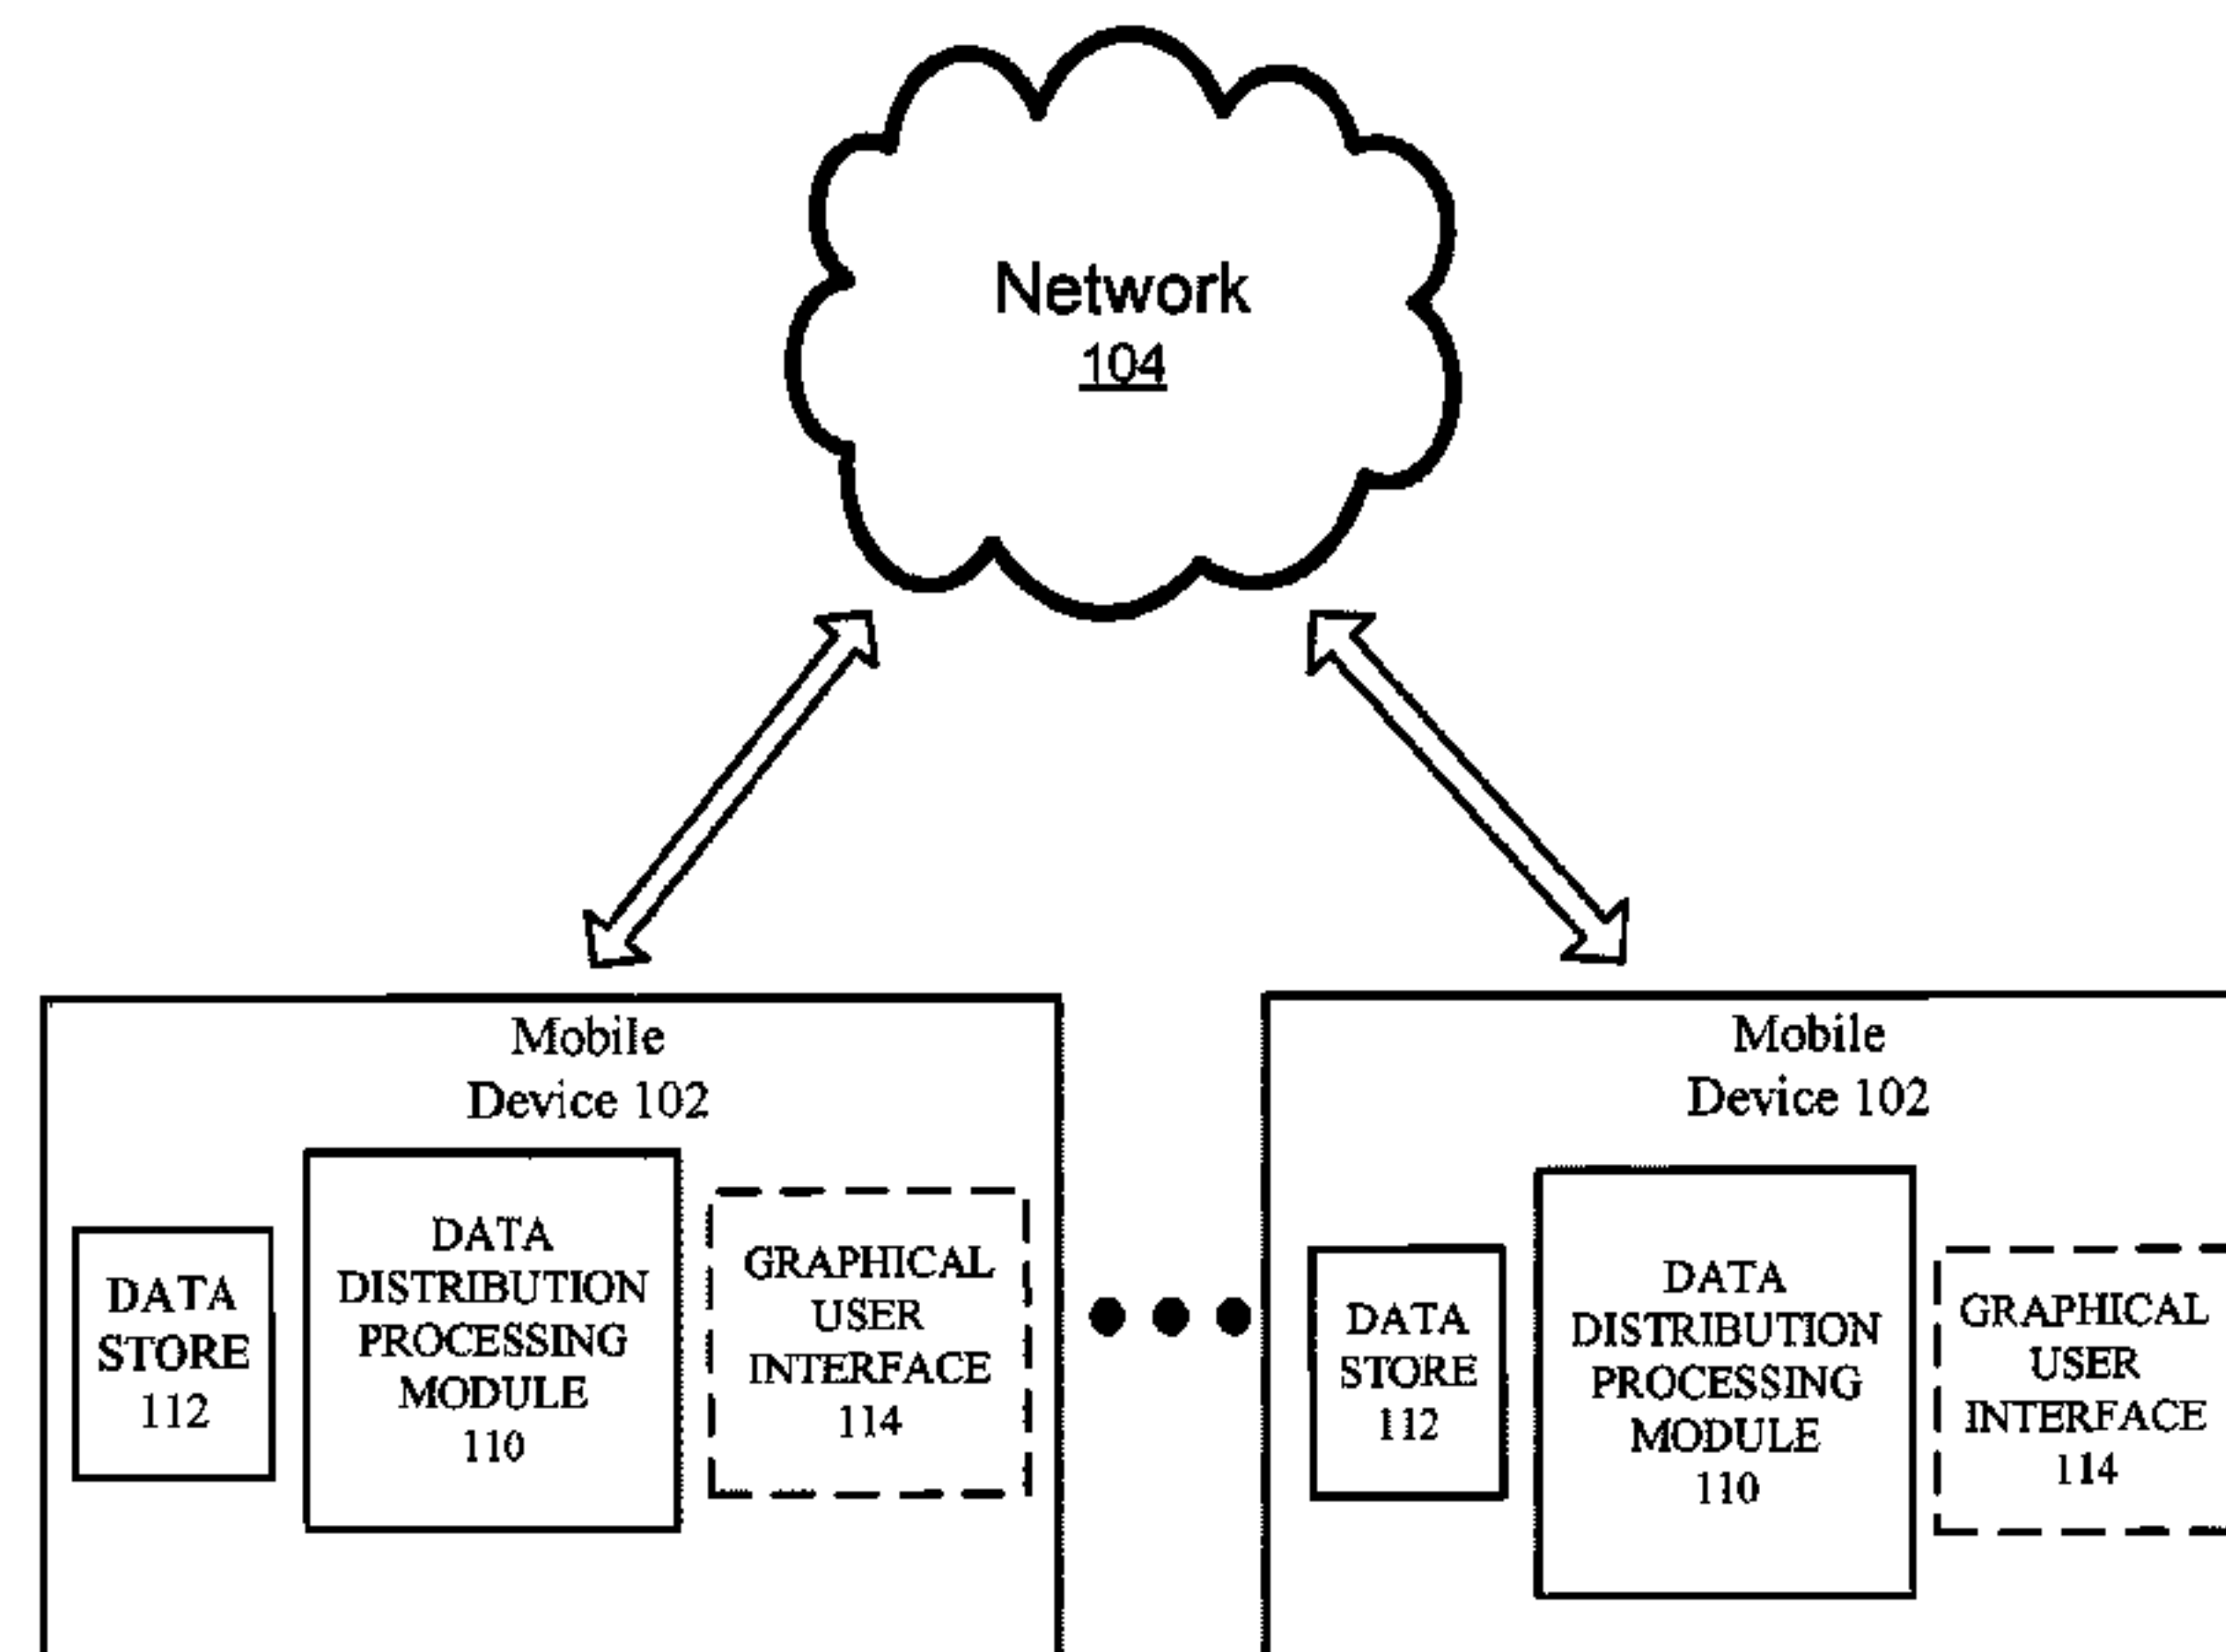 Network
104
Mobile
Device 102
DATA
STORE
112
DATA
DISTRIBUTION
PROCESSING
MODULE
110
GRAPHICAL
USER
INTERFACE
114
Mobile
Device 102
DATA
STORE
112
DATA
DISTRIBUTION
PROCESSING
MODULE
110
GRAPHICAL
USER
INTERFACE
114